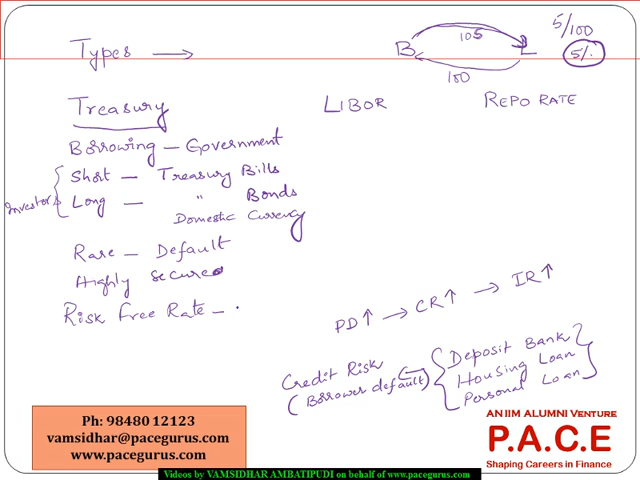 Types → B 105 L 5/100
5%
100
Treasury LIBOR REPO RATE
Borrowing – Government
Short – Treasury Bills
Investor Long – " Bonds
Domestic Currency
Rare – Default
Highly secured
Risk Free Rate – .
PD↑ → CR↑ → IR↑
Credit Risk
(Borrower default)
Deposit Bank
Housing Loan
Personal Loan
Ph: 98480 12123
vamsidhar@pacegurus.com
www.pacegurus.com
AN IIM ALUMNI VENTURE
P.A.C.E
Shaping Careers in Finance
Videos by VAMSIDHAR AMBATIPUDI on behalf of www.pacegurus.com